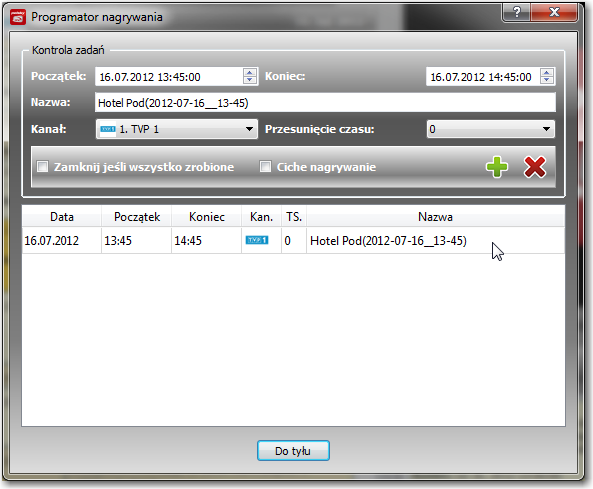 Programator nagrywania
Kontrola zadań
Początek: 16.07.2012 13:45:00 Koniec: 16.07.2012 14:45:00
Nazwa: Hotel Pod(2012-07-16__13-45)
Kanał: TVP 1 1. TVP 1 Przesunięcie czasu: 0
Zamknij jeśli wszystko zrobione Ciche nagrywanie
Data Początek Koniec Kan. TS. Nazwa
16.07.2012 13:45 14:45 TVP 1 0 Hotel Pod(2012-07-16__13-45)
Do tyłu